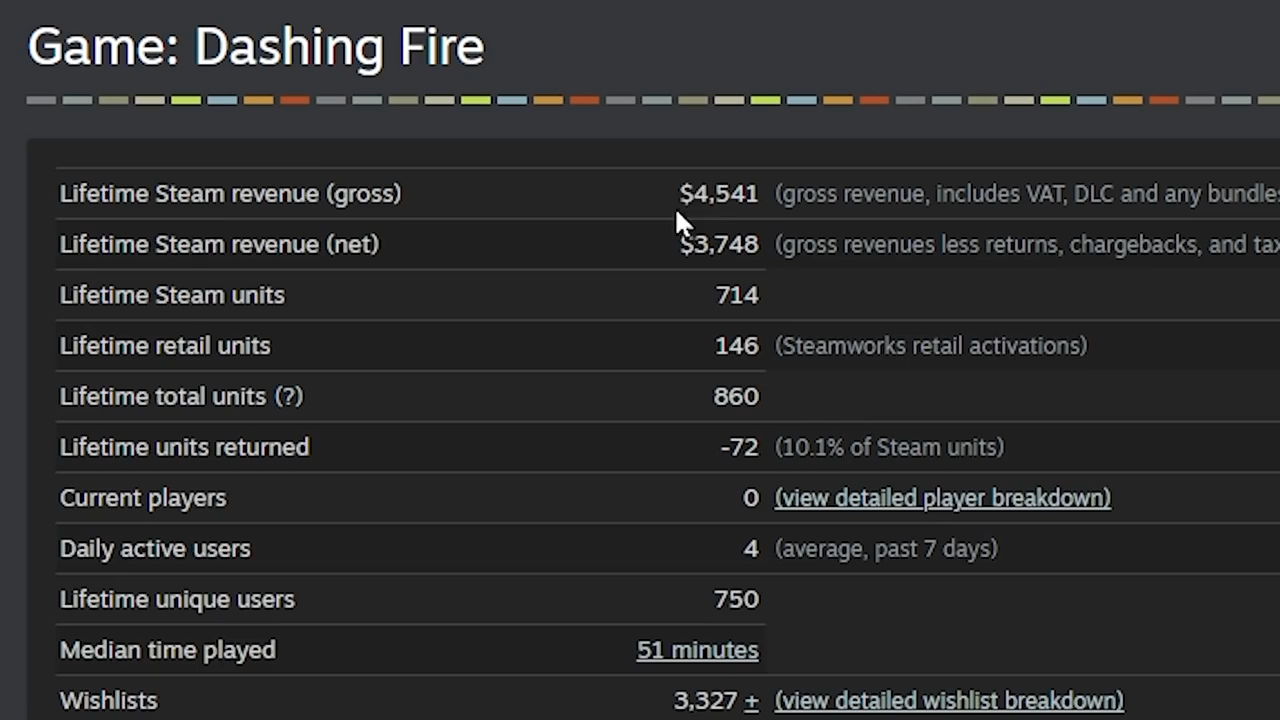 Game: Dashing Fire
Lifetime Steam revenue (gross) $4,541 (gross revenue, includes VAT, DLC and any bundles
Lifetime Steam revenue (net) $3,748 (gross revenues less returns, chargebacks, and tax
Lifetime Steam units 714
Lifetime retail units 146 (Steamworks retail activations)
Lifetime total units (?) 860
Lifetime units returned -72 (10.1% of Steam units)
Current players 0 (view detailed player breakdown)
Daily active users 4 (average, past 7 days)
Lifetime unique users 750
Median time played 51 minutes
Wishlists 3,327 + (view detailed wishlist breakdown)